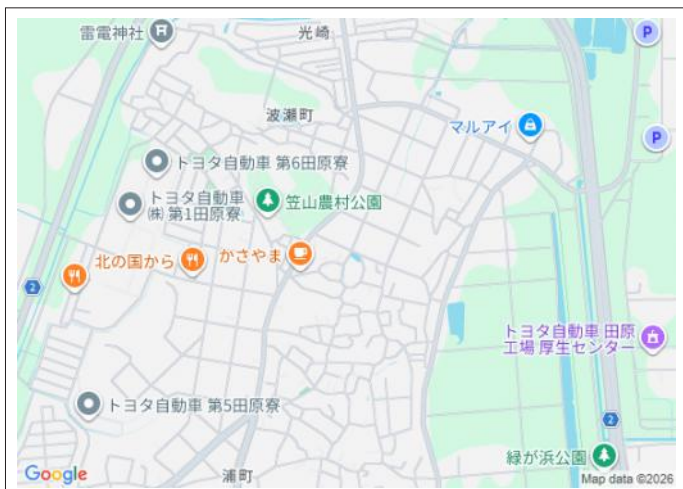 雷電神社
光崎
P
波瀬町
マルアイ
P
トヨタ自動車 第6田原寮
トヨタ自動車
㈱ 第1田原寮
笠山農村公園
北の国から
かさやま
2
トヨタ自動車 田原
工場 厚生センター
トヨタ自動車 第5田原寮
2
緑が浜公園
浦町
Google
Map data ©2026